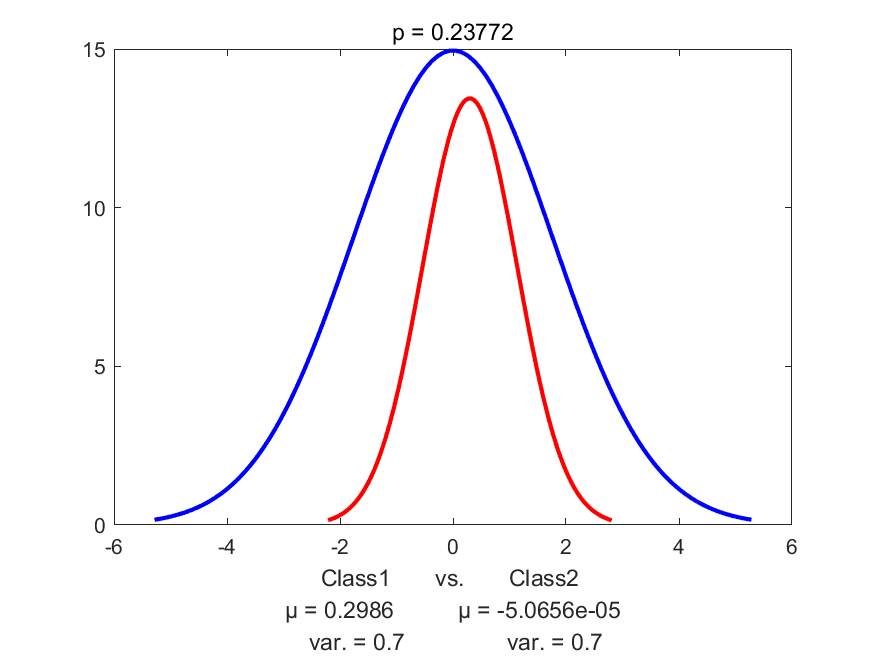 p = 0.23772
15
10
5
0
-6 -4 -2 0 2 4 6
Class1 vs. Class2
μ = 0.2986 μ = -5.0656e-05
var. = 0.7 var. = 0.7